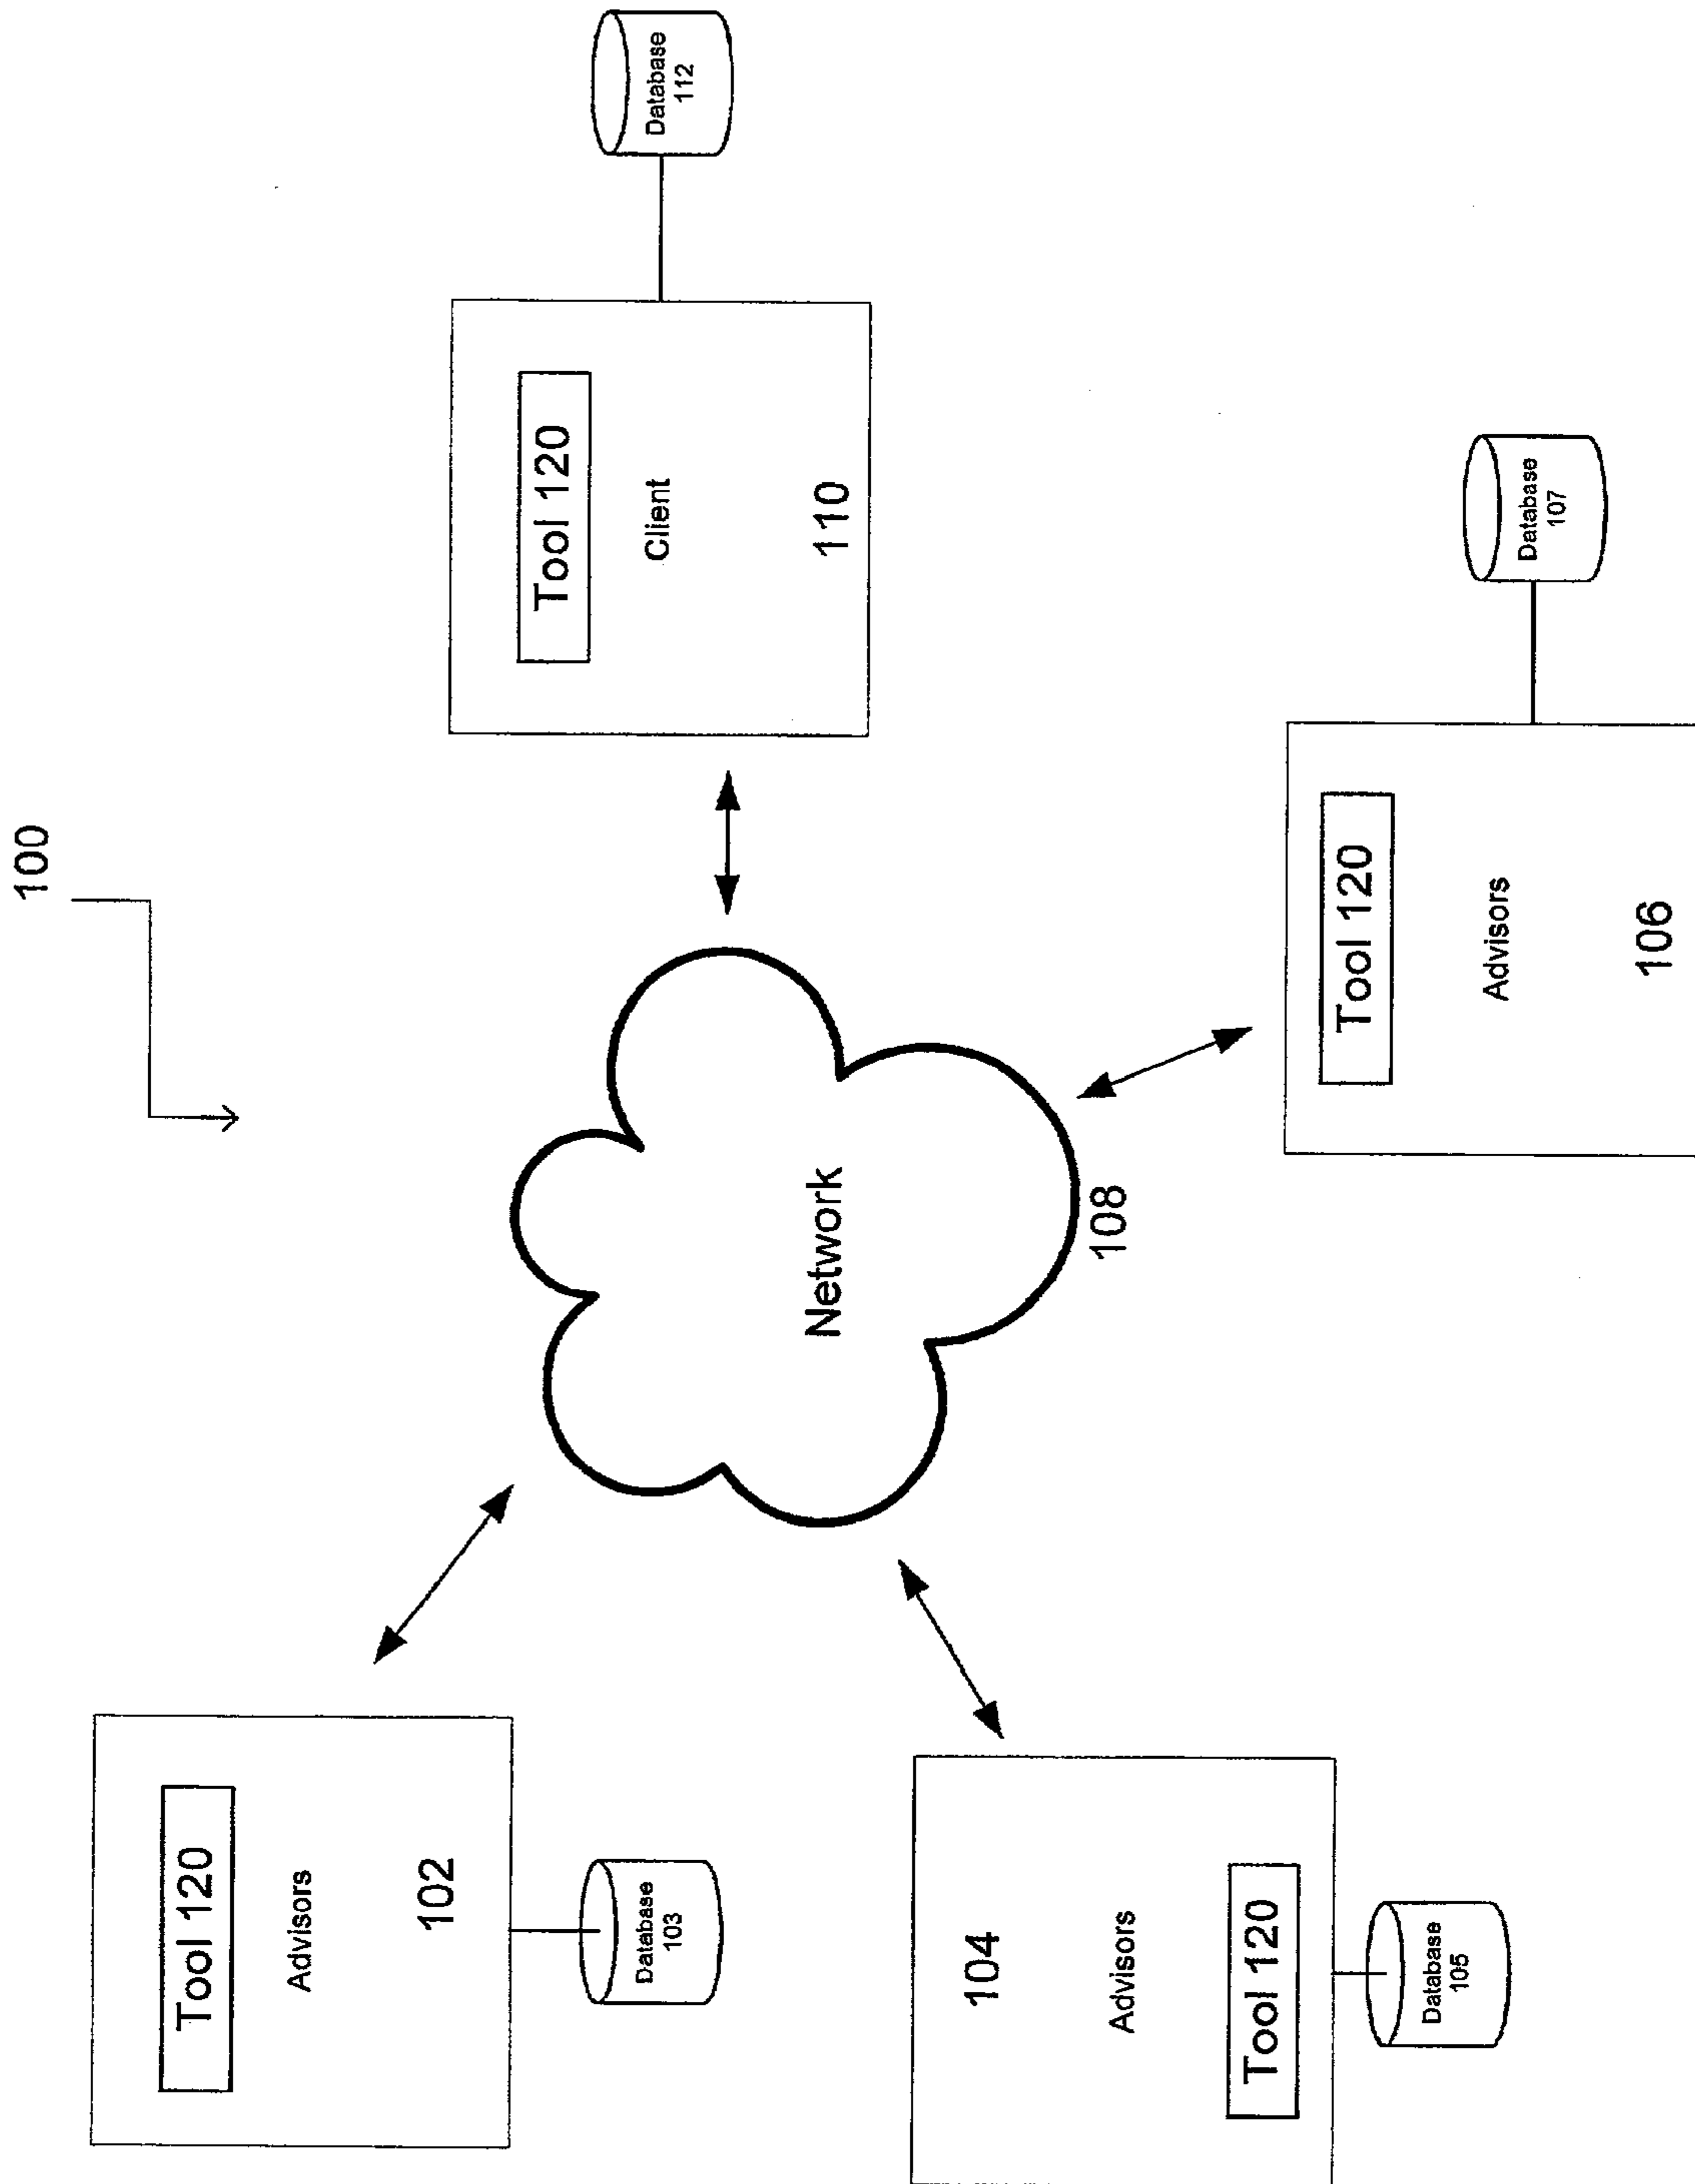 100
Tool 120
Advisors
102
Database
103
Tool 120
Client
110
Database
112
Network
108
104
Advisors
Tool 120
Database
105
Tool 120
Advisors
106
Database
107